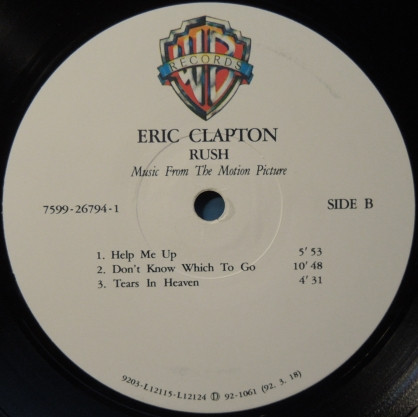 WB
RECORDS
ERIC CLAPTON
RUSH
Music From The Motion Picture
7599-26794-1 SIDE B
1. Help Me Up 5' 53
2. Don't Know Which To Go 10' 48
3. Tears In Heaven 4' 31
9203-L12115-L12124 Ⓓ 92-1061 (92. 3. 18)